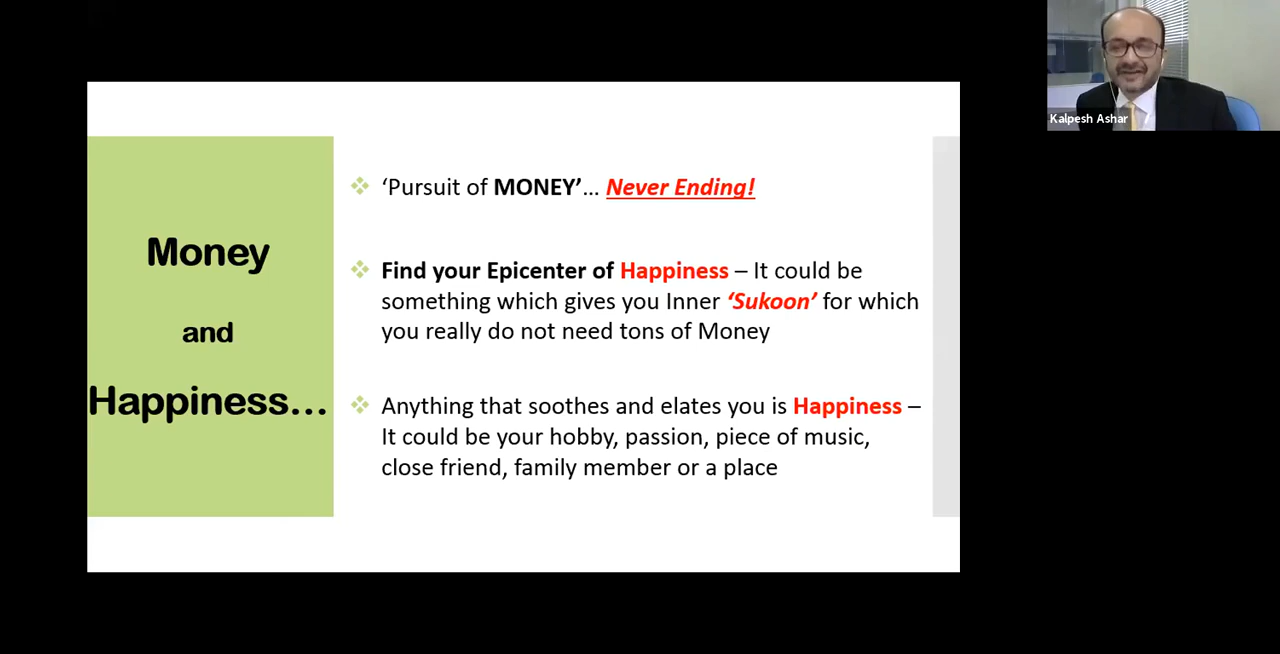 Kalpesh Ashar
Money
and
Happiness...
‘Pursuit of MONEY’... Never Ending!
Find your Epicenter of Happiness – It could be
something which gives you Inner ‘Sukoon’ for which
you really do not need tons of Money
Anything that soothes and elates you is Happiness –
It could be your hobby, passion, piece of music,
close friend, family member or a place